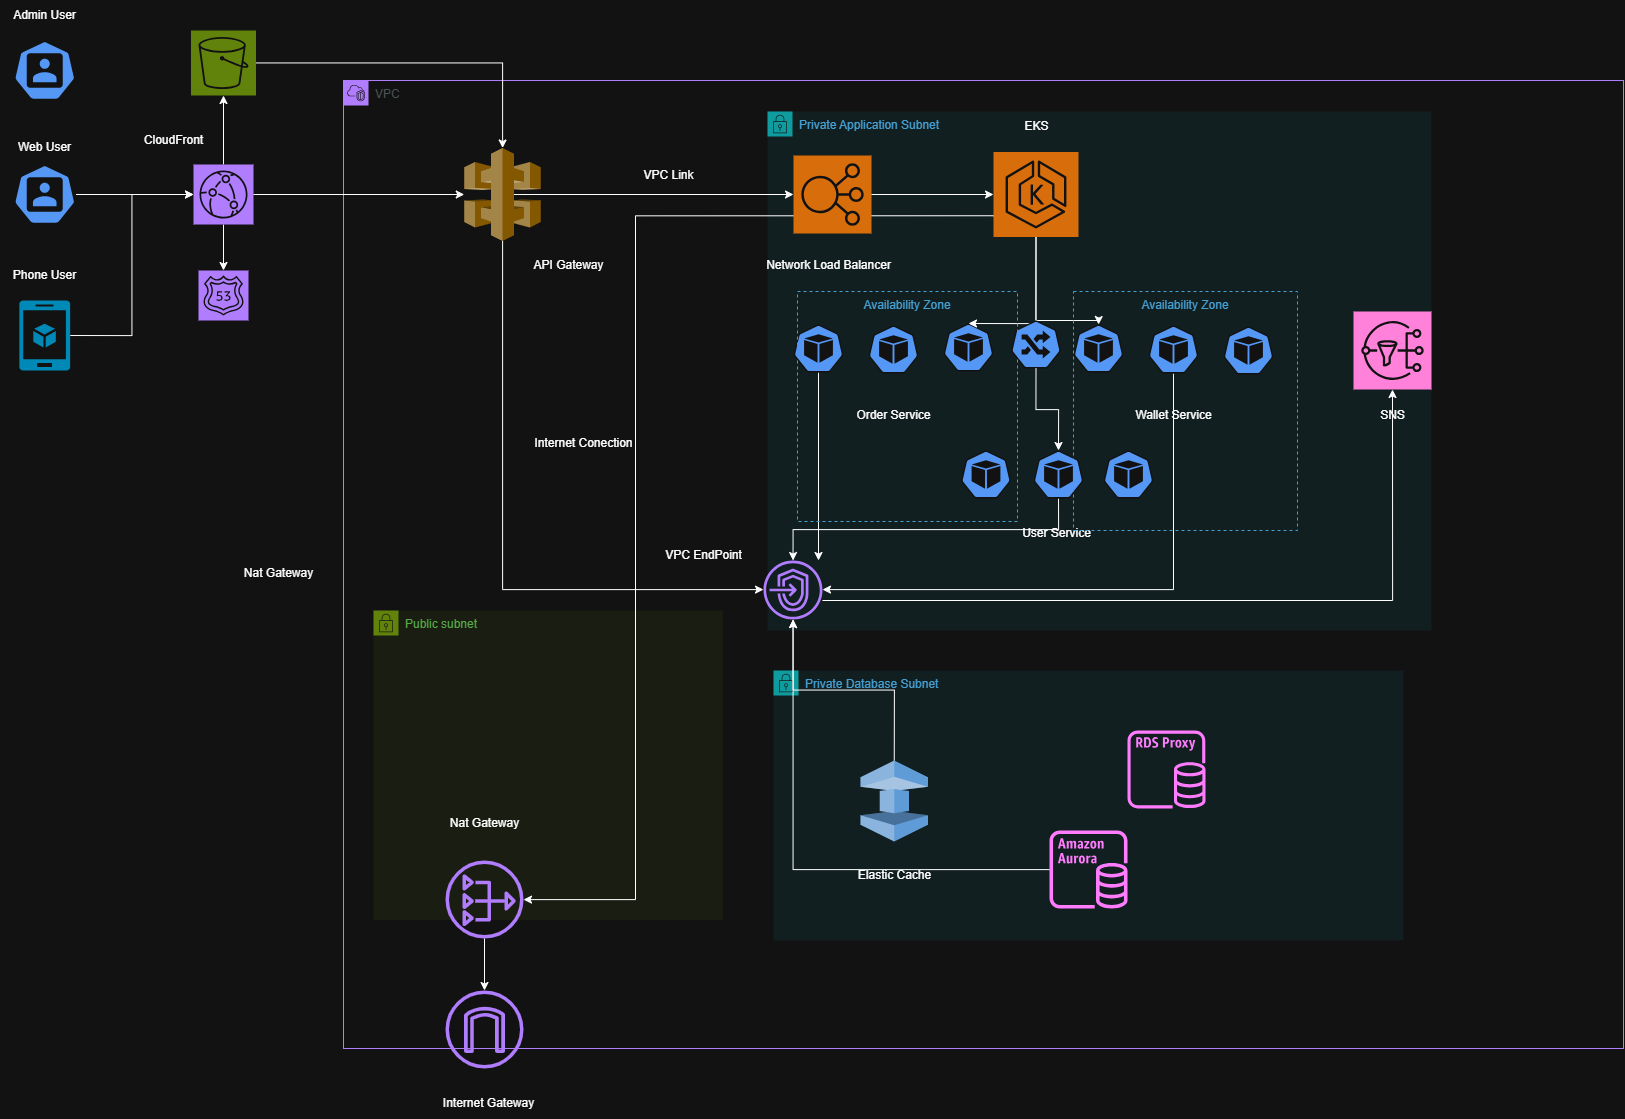 Admin User
Web User
Phone User
CloudFront
53
VPC
API Gateway
VPC Link
Private Application Subnet
EKS
K
Network Load Balancer
Availability Zone
Availability Zone
Order Service
Wallet Service
SNS
User Service
Internet Conection
VPC EndPoint
Nat Gateway
Public subnet
Nat Gateway
Internet Gateway
Private Database Subnet
RDS Proxy
Amazon
Aurora
Elastic Cache